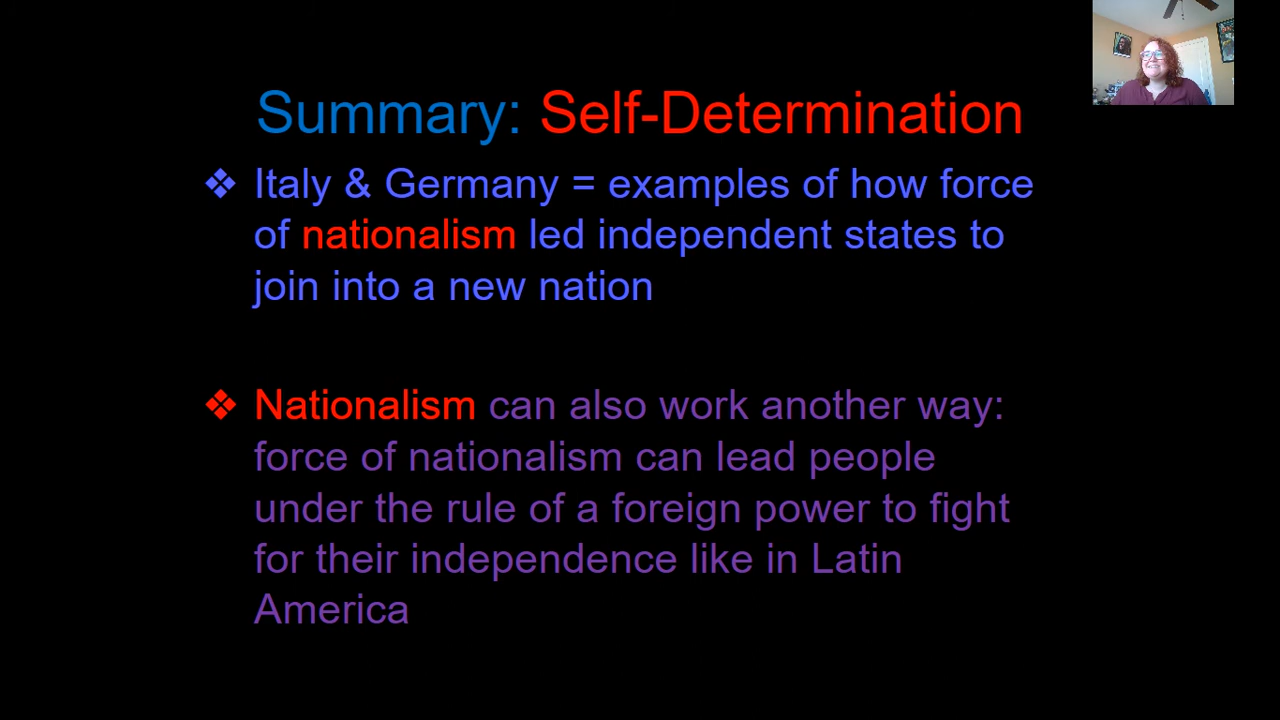 Summary: Self-Determination
❖ Italy & Germany = examples of how force
of nationalism led independent states to
join into a new nation
❖ Nationalism can also work another way:
force of nationalism can lead people
under the rule of a foreign power to fight
for their independence like in Latin
America